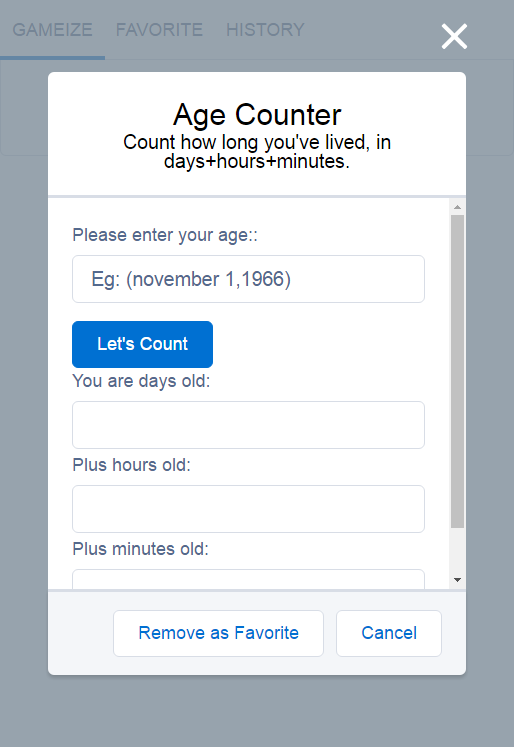 GAMEIZE FAVORITE HISTORY
Age Counter
Count how long you've lived, in
days+hours+minutes.
Please enter your age::
Eg: (november 1,1966)
Let's Count
You are days old:
Plus hours old:
Plus minutes old:
Remove as Favorite Cancel